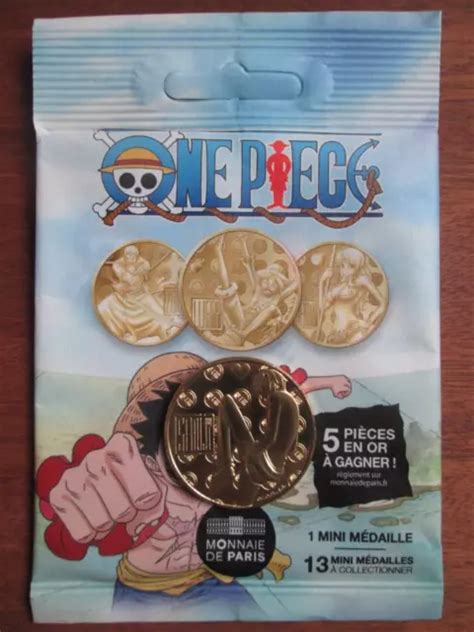 ONE PIECE
5 PIÈCES
EN OR
À GAGNER !
règlement sur
monnaiedeparis.fr
MONNAIE
DE PARIS
1 MINI MÉDAILLE
13 MINI MÉDAILLES
À COLLECTIONNER